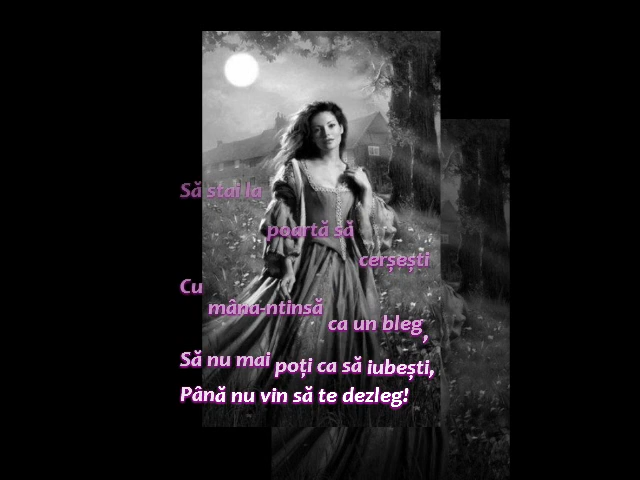 Să stai la
poartă să
cerșești
Cu
mâna-ntinsă
ca un bleg,
Să nu mai poți ca să iubești,
Până nu vin să te dezleg!